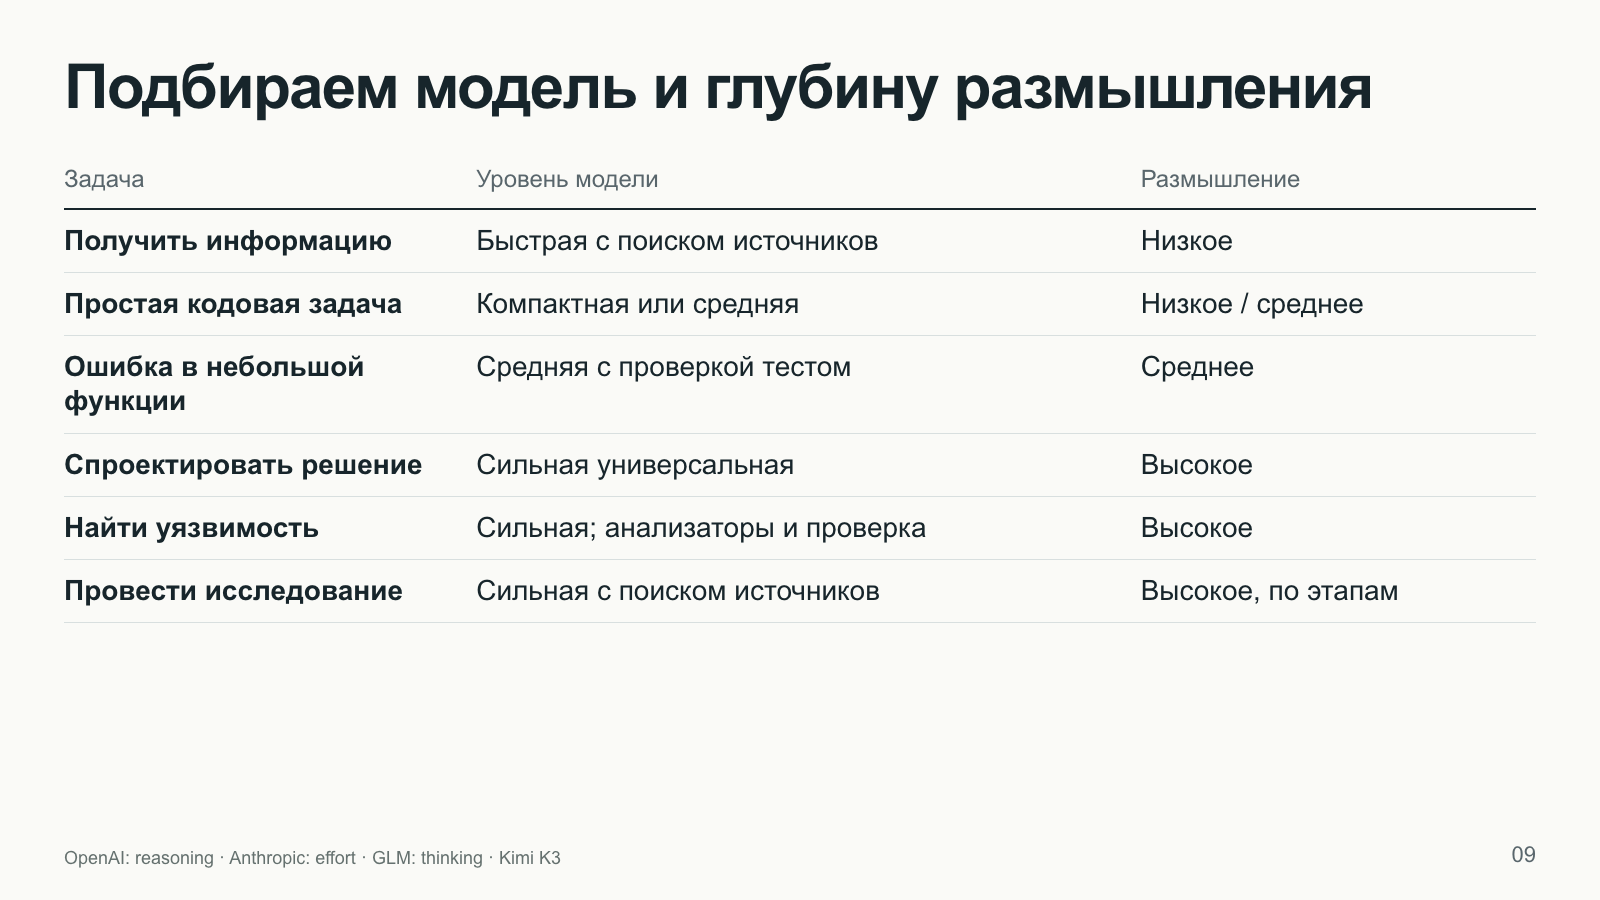 Подбираем модель и глубину размышления
Задача Уровень модели Размышление
Получить информацию Быстрая с поиском источников Низкое
Простая кодовая задача Компактная или средняя Низкое / среднее
Ошибка в небольшой Средняя с проверкой тестом Среднее
функции
Спроектировать решение Сильная универсальная Высокое
Найти уязвимость Сильная; анализаторы и проверка Высокое
Провести исследование Сильная с поиском источников Высокое, по этапам
OpenAI: reasoning · Anthropic: effort · GLM: thinking · Kimi K3 09